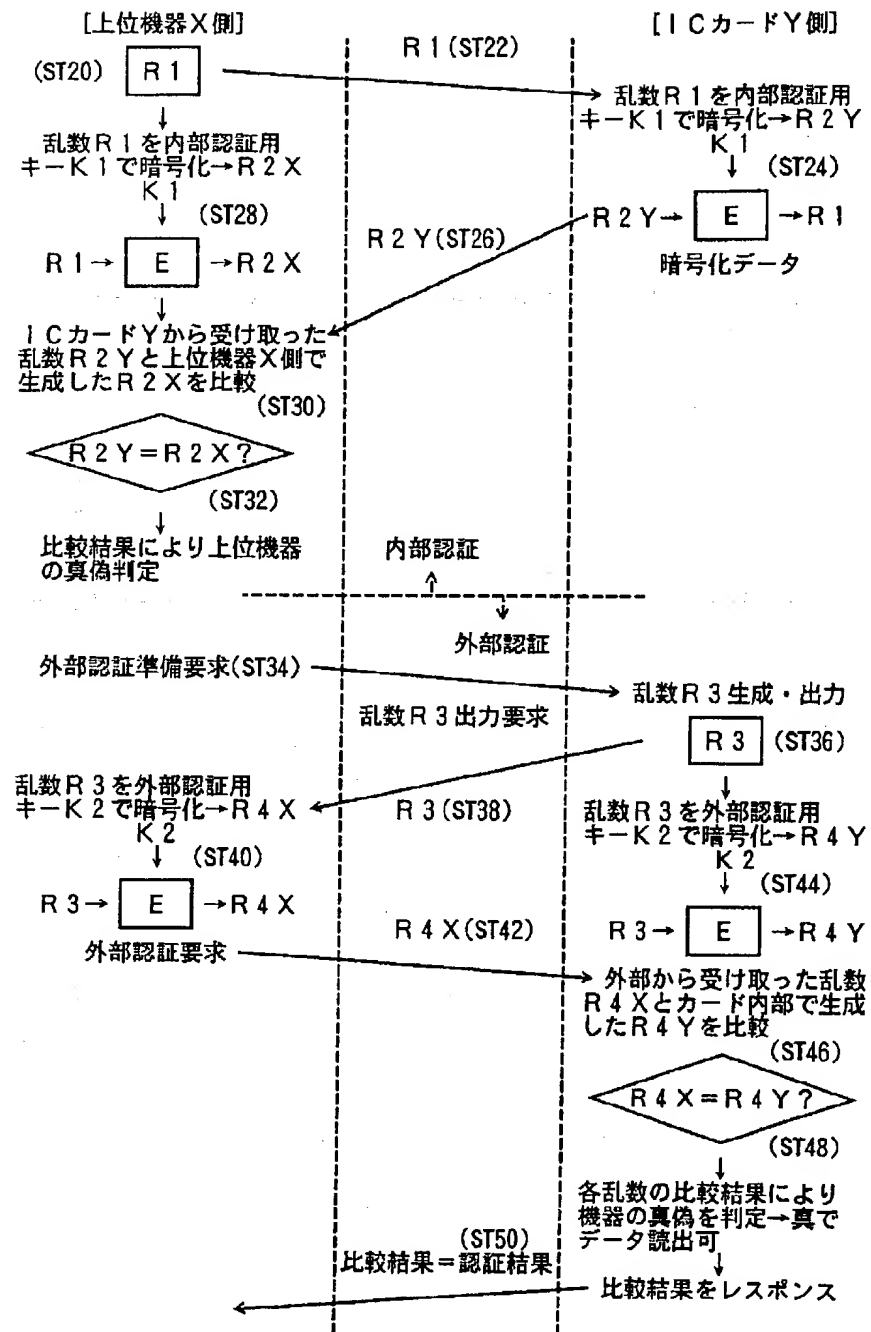 [上位機器X側]
[ICカードY側]
R1(ST22)
(ST20)
R1
乱数R1を内部認証用
キーK1で暗号化→R2X
K1
↓ (ST28)
R1→ E →R2X
乱数R1を内部認証用
キーK1で暗号化→R2Y
K1
↓ (ST24)
R2Y→ E →R1
暗号化データ
R2Y(ST26)
ICカードYから受け取った
乱数R2Yと上位機器X側で
生成したR2Xを比較
(ST30)
R2Y=R2X?
(ST32)
比較結果により上位機器
の真偽判定
内部認証
外部認証
外部認証準備要求(ST34)
乱数R3出力要求
乱数R3生成・出力
R3 (ST36)
R3(ST38)
乱数R3を外部認証用
キーK2で暗号化→R4X
K2
↓ (ST40)
R3→ E →R4X
外部認証要求
乱数R3を外部認証用
キーK2で暗号化→R4Y
K2
↓ (ST44)
R3→ E →R4Y
R4X(ST42)
外部から受け取った乱数
R4Xとカード内部で生成
したR4Yを比較
(ST46)
R4X=R4Y?
(ST48)
各乱数の比較結果により
機器の真偽を判定→真で
データ読出可
(ST50)
比較結果=認証結果
比較結果をレスポンス